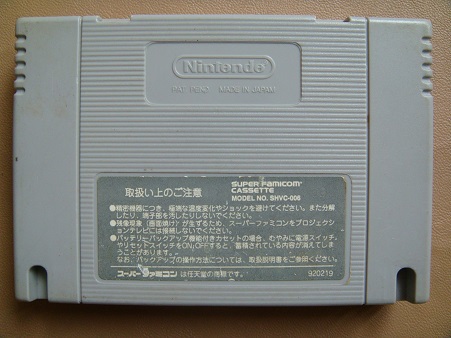 Nintendo
PAT. PEND. MADE IN JAPAN
取扱い上のご注意
SUPER FAMICOM
CASSETTE
MODEL NO. SHVC-006
●精密機器につき、極端な温度変化やショックを避けてください。また分解
したり、端子部を汚したりしないでください。
●残像現象(画面焼け)が生ずるため、スーパーファミコンをプロジェクシ
ョンテレビには接続しないでください。
●バッテリーバックアップ機能付きカセットの場合、むやみに電源スイッチ
やリセットスイッチをON/OFFすると、蓄積されている内容が消えてしま
うことがあります。
なお、バックアップの操作方法については、取扱説明書をご参照ください。
スーパーファミコン は任天堂の商標です。
920219